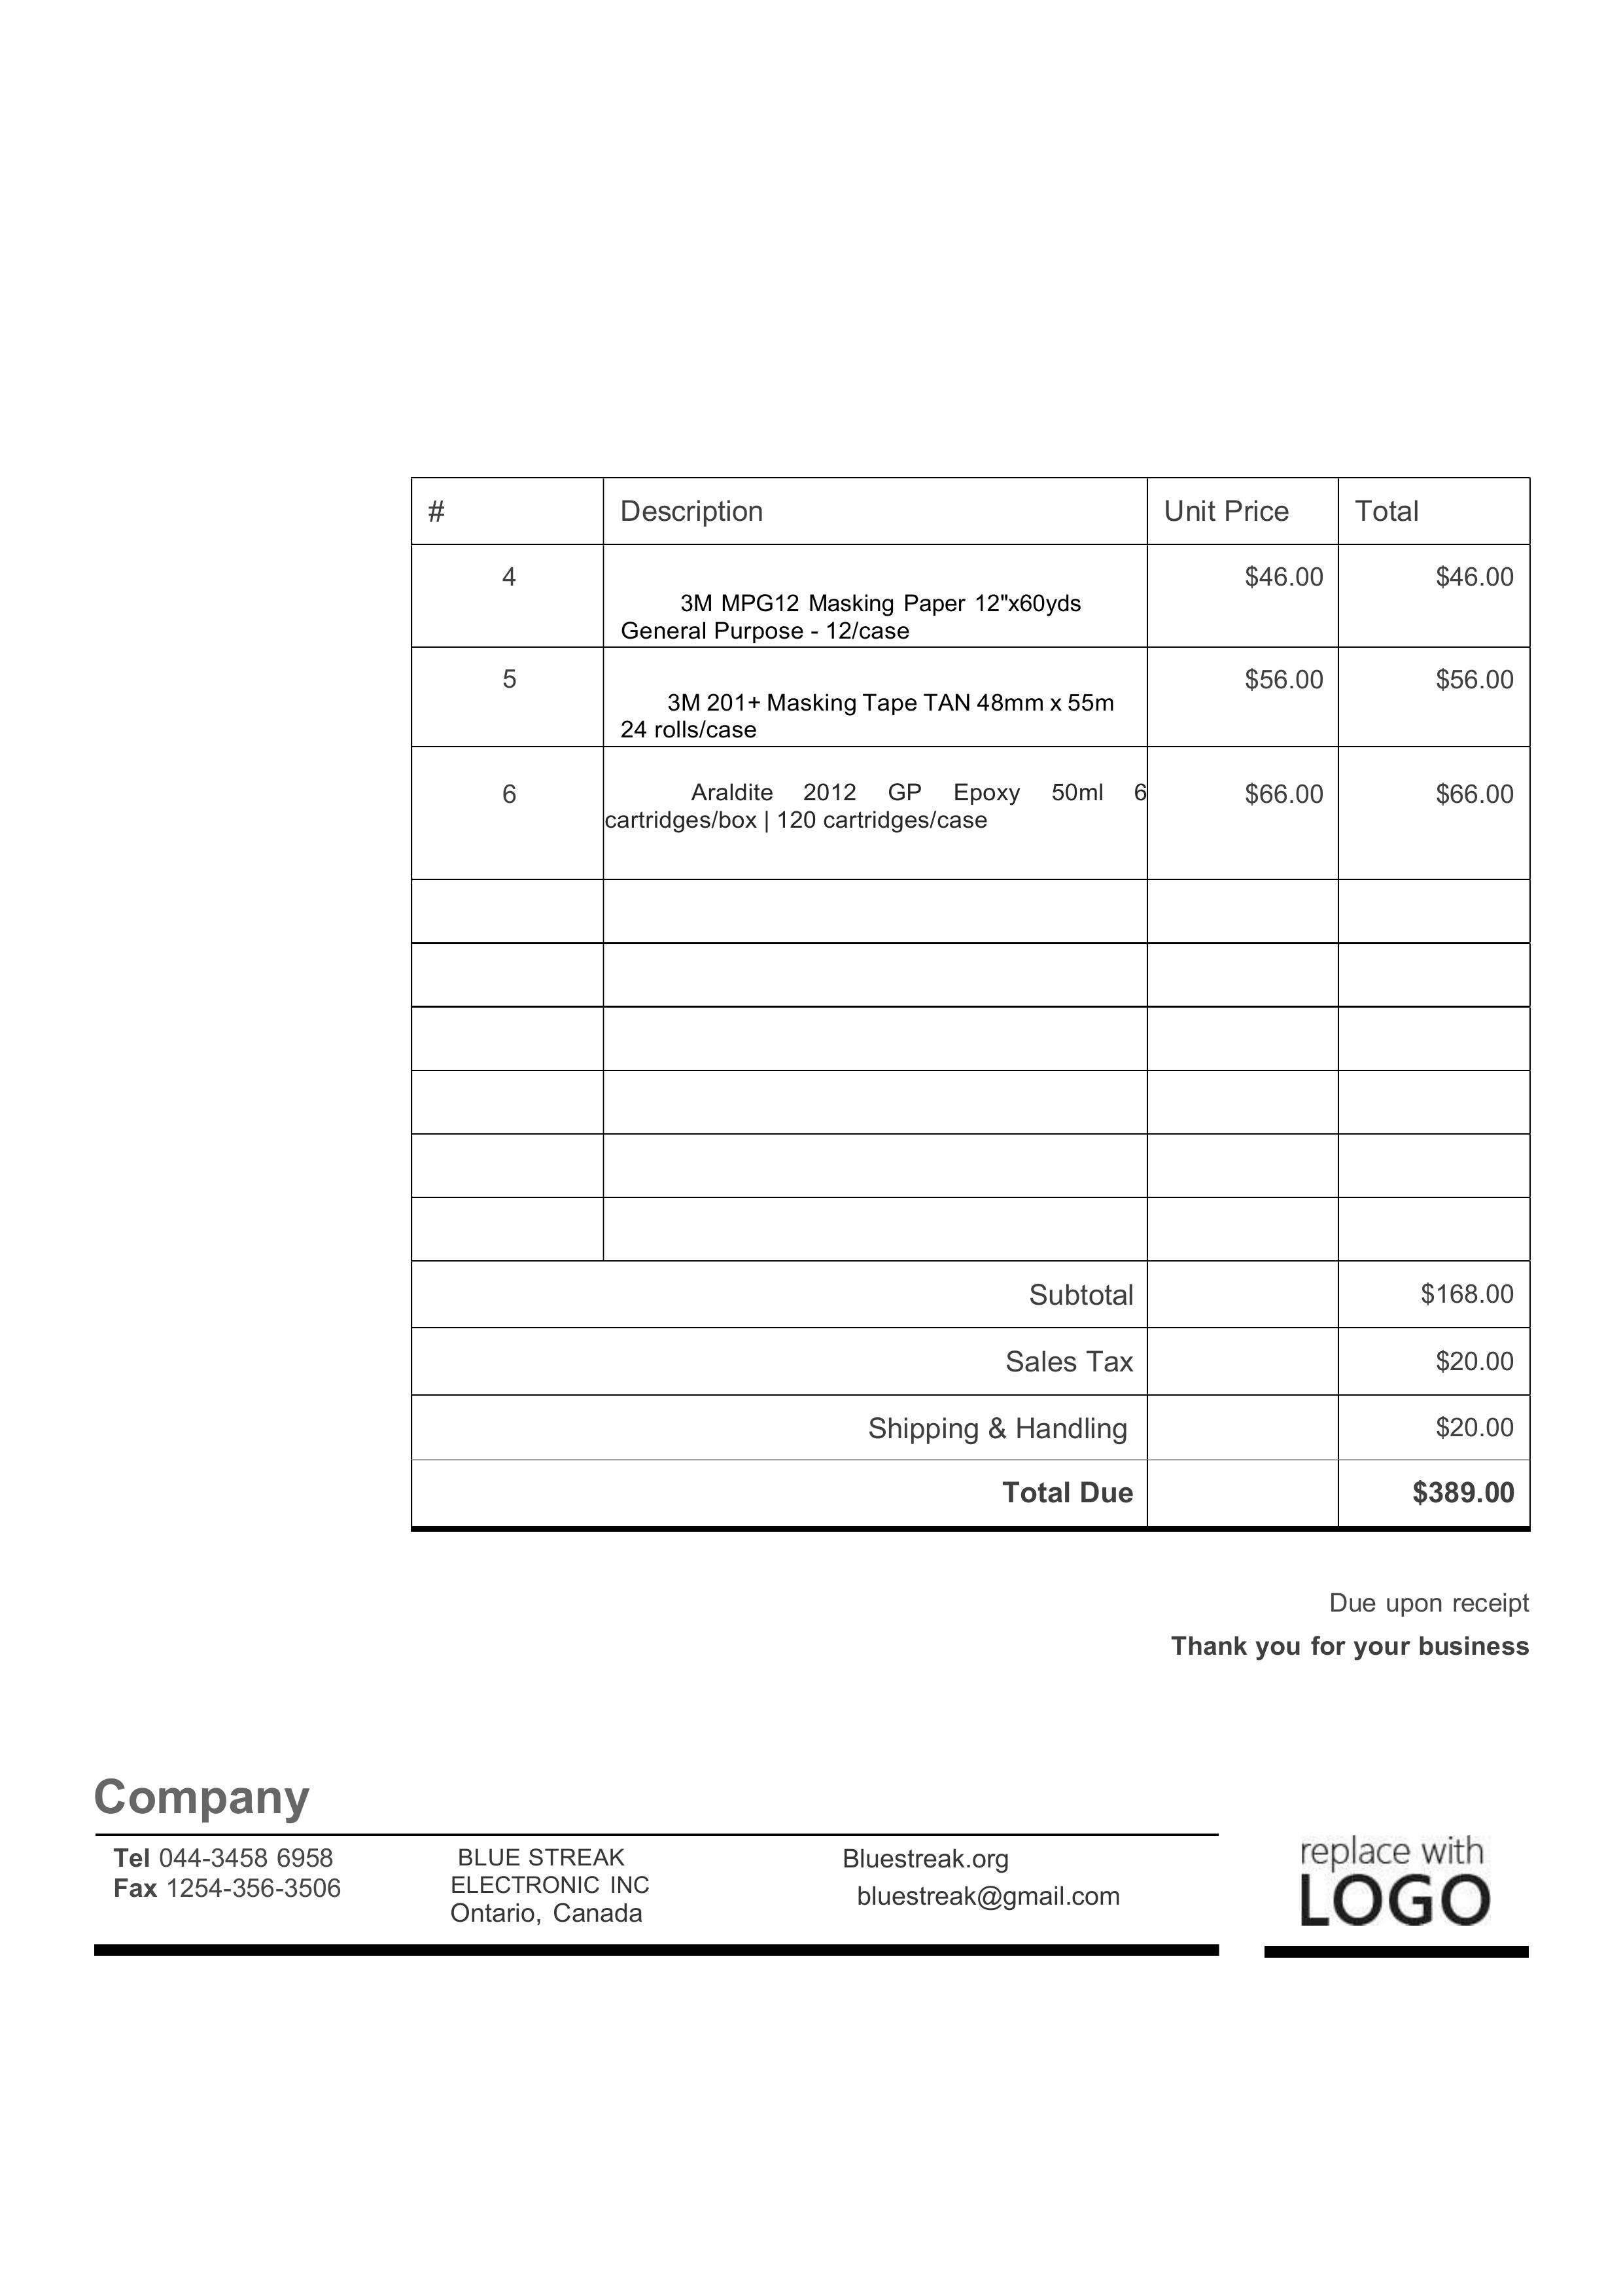 # Description Unit Price Total
4 $46.00 $46.00
3M MPG12 Masking Paper 12"x60yds
General Purpose - 12/case
5 $56.00 $56.00
3M 201+ Masking Tape TAN 48mm x 55m
24 rolls/case
6 Araldite 2012 GP Epoxy 50ml 6 $66.00 $66.00
cartridges/box | 120 cartridges/case
Subtotal $168.00
Sales Tax $20.00
Shipping & Handling $20.00
Total Due $389.00
Due upon receipt
Thank you for your business
Company
Tel 044-3458 6958
Fax 1254-356-3506
BLUE STREAK
ELECTRONIC INC
Ontario, Canada
Bluestreak.org
bluestreak@gmail.com
replace with
LOGO